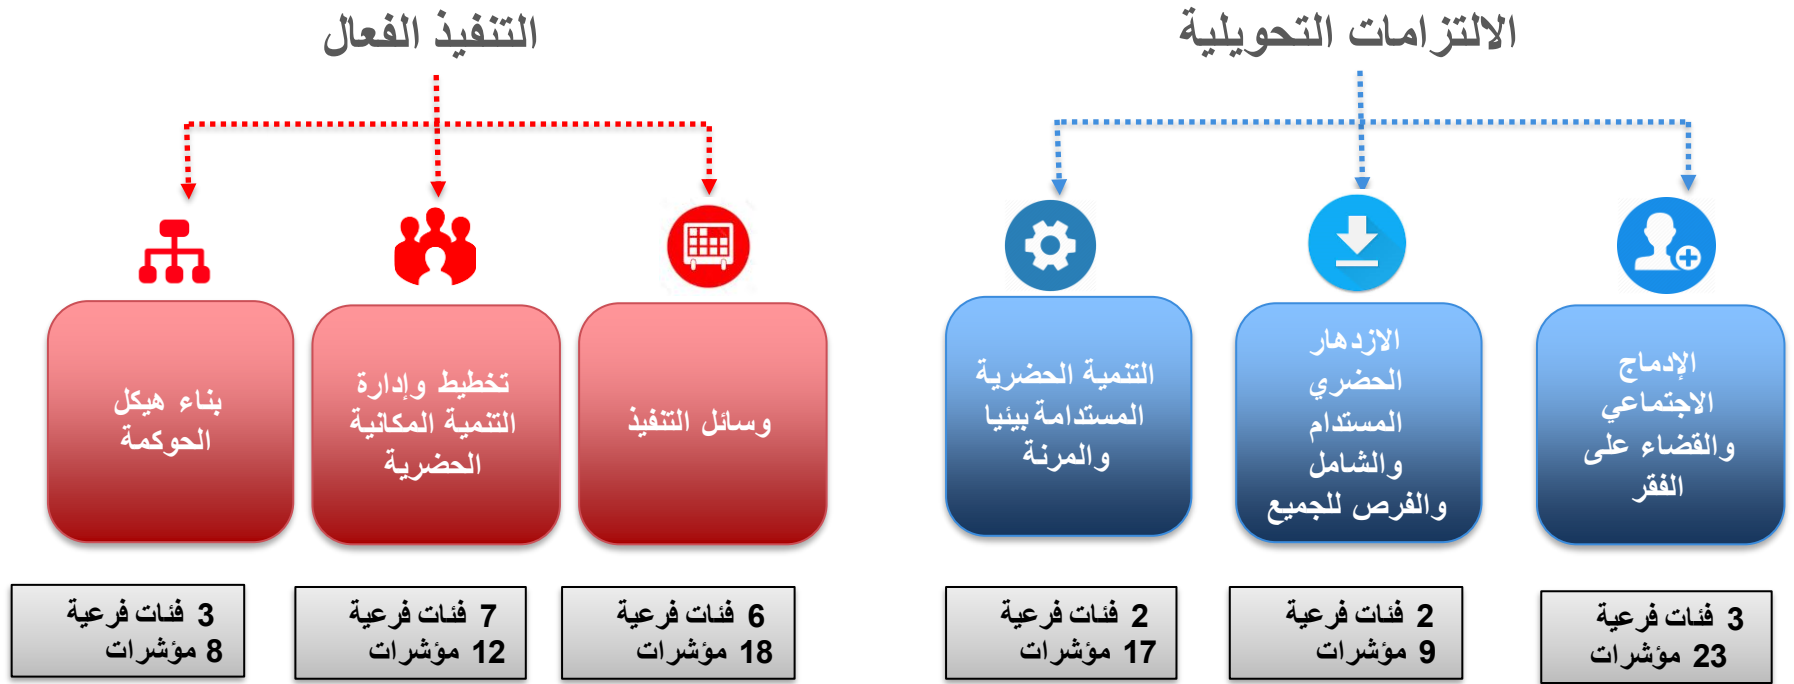 الالتزامات التحويلية
الإدماج
الاجتماعي
والقضاء على
الفقر
3 فئات فرعية
23 مؤشرات
الازدهار
الحضري
المستدام
والشامل
والفرص للجميع
2 فئات فرعية
9 مؤشرات
التنمية الحضرية
المستدامة بيئيا
والمرنة
2 فئات فرعية
17 مؤشرات
التنفيذ الفعال
وسائل التنفيذ
6 فئات فرعية
18 مؤشرات
تخطيط وإدارة
التنمية المكانية
الحضرية
7 فئات فرعية
12 مؤشرات
بناء هيكل
الحوكمة
3 فئات فرعية
8 مؤشرات